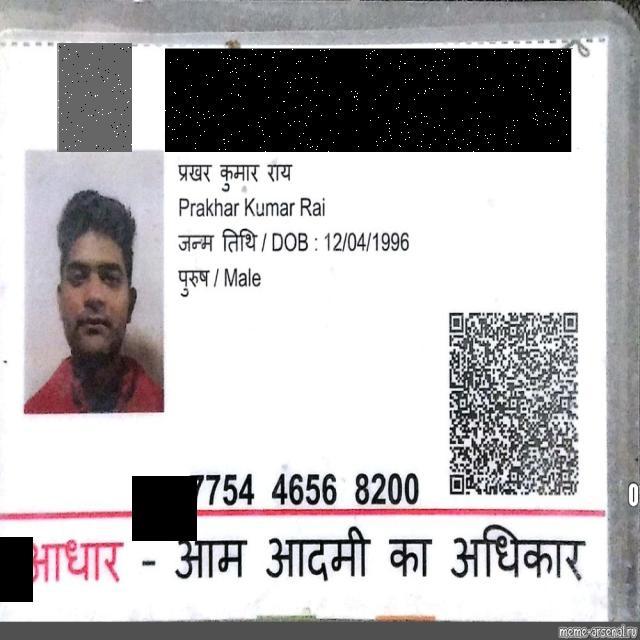 प्रखर कुमार राय
Prakhar Kumar Rai
जन्म तिथि / DOB : 12/04/1996
पुरुष / Male
7754 4656 8200
आधार - आम आदमी का अधिकार
meme-arsenal.ru